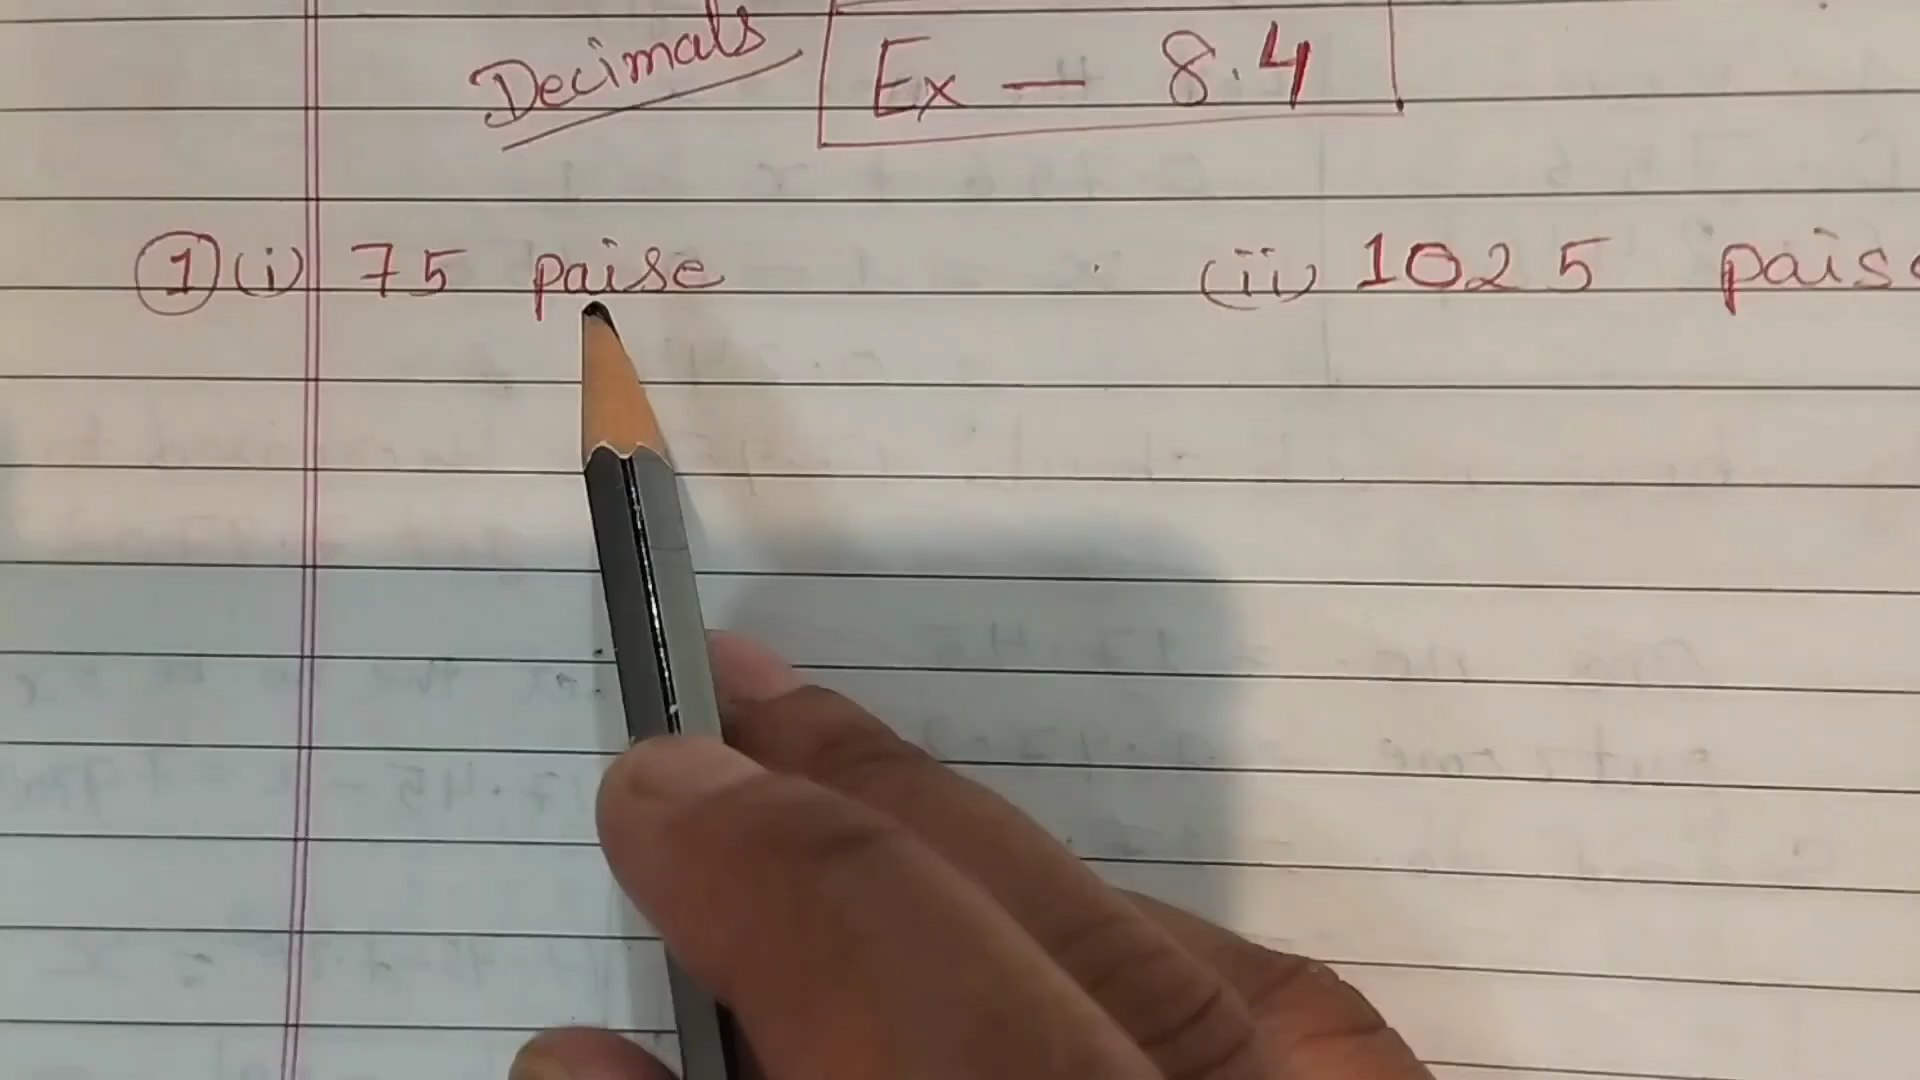 Decimals Ex - 8.4
1 (i) 75 paise (ii) 1025 paise